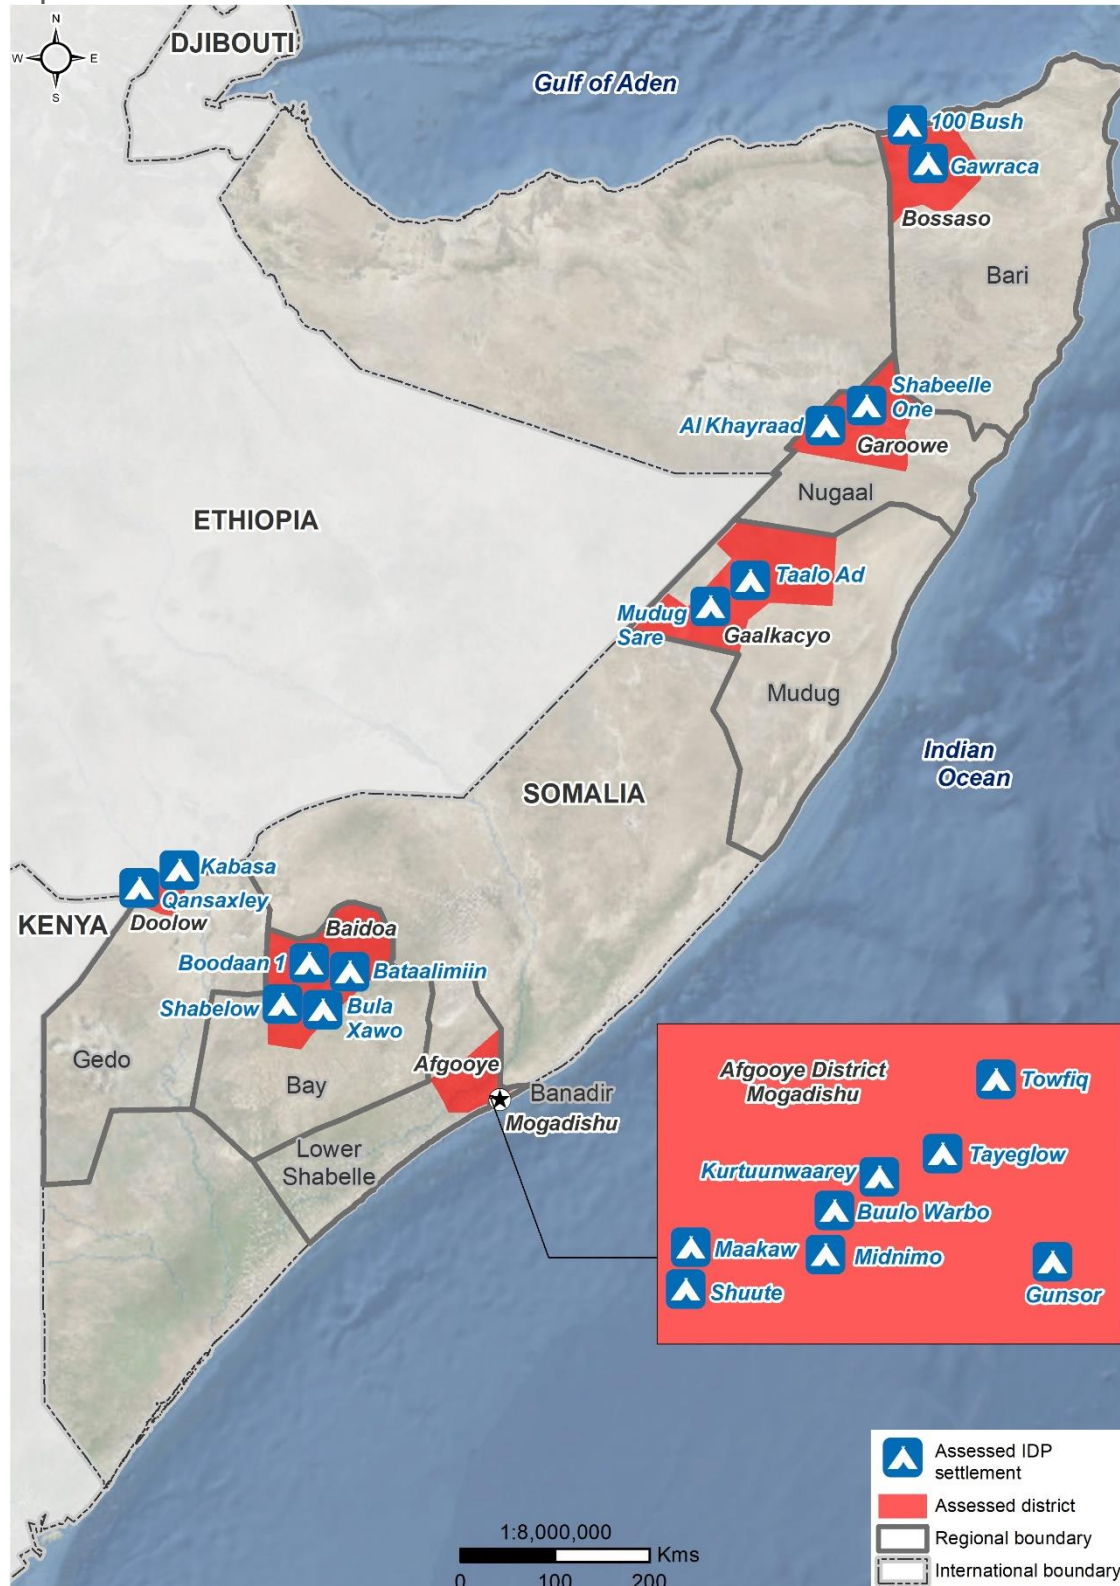 N
W
E
S
DJIBOUTI
Gulf of Aden
100 Bush
Gawraca
Bossaso
Bari
Shabeelle
One
Al Khayraad
Garoowe
Nugaal
ETHIOPIA
Taalo Ad
Mudug
Sare
Gaalkacyo
Mudug
Indian
Ocean
SOMALIA
Kabasa
Qansaxley
Doolow
KENYA
Baidoa
Boodaan 1
Bataalimiin
Shabelow
Bula
Xawo
Gedo
Bay
Afgooye
Banadir
Mogadishu
Lower
Shabelle
Afgooye District
Mogadishu
Towfiq
Tayeglow
Kurtuunwaarey
Buulo Warbo
Maakaw
Midnimo
Shuute
Gunsor
Assessed IDP
settlement
Assessed district
Regional boundary
International boundary
1:8,000,000
Kms
0 100 200